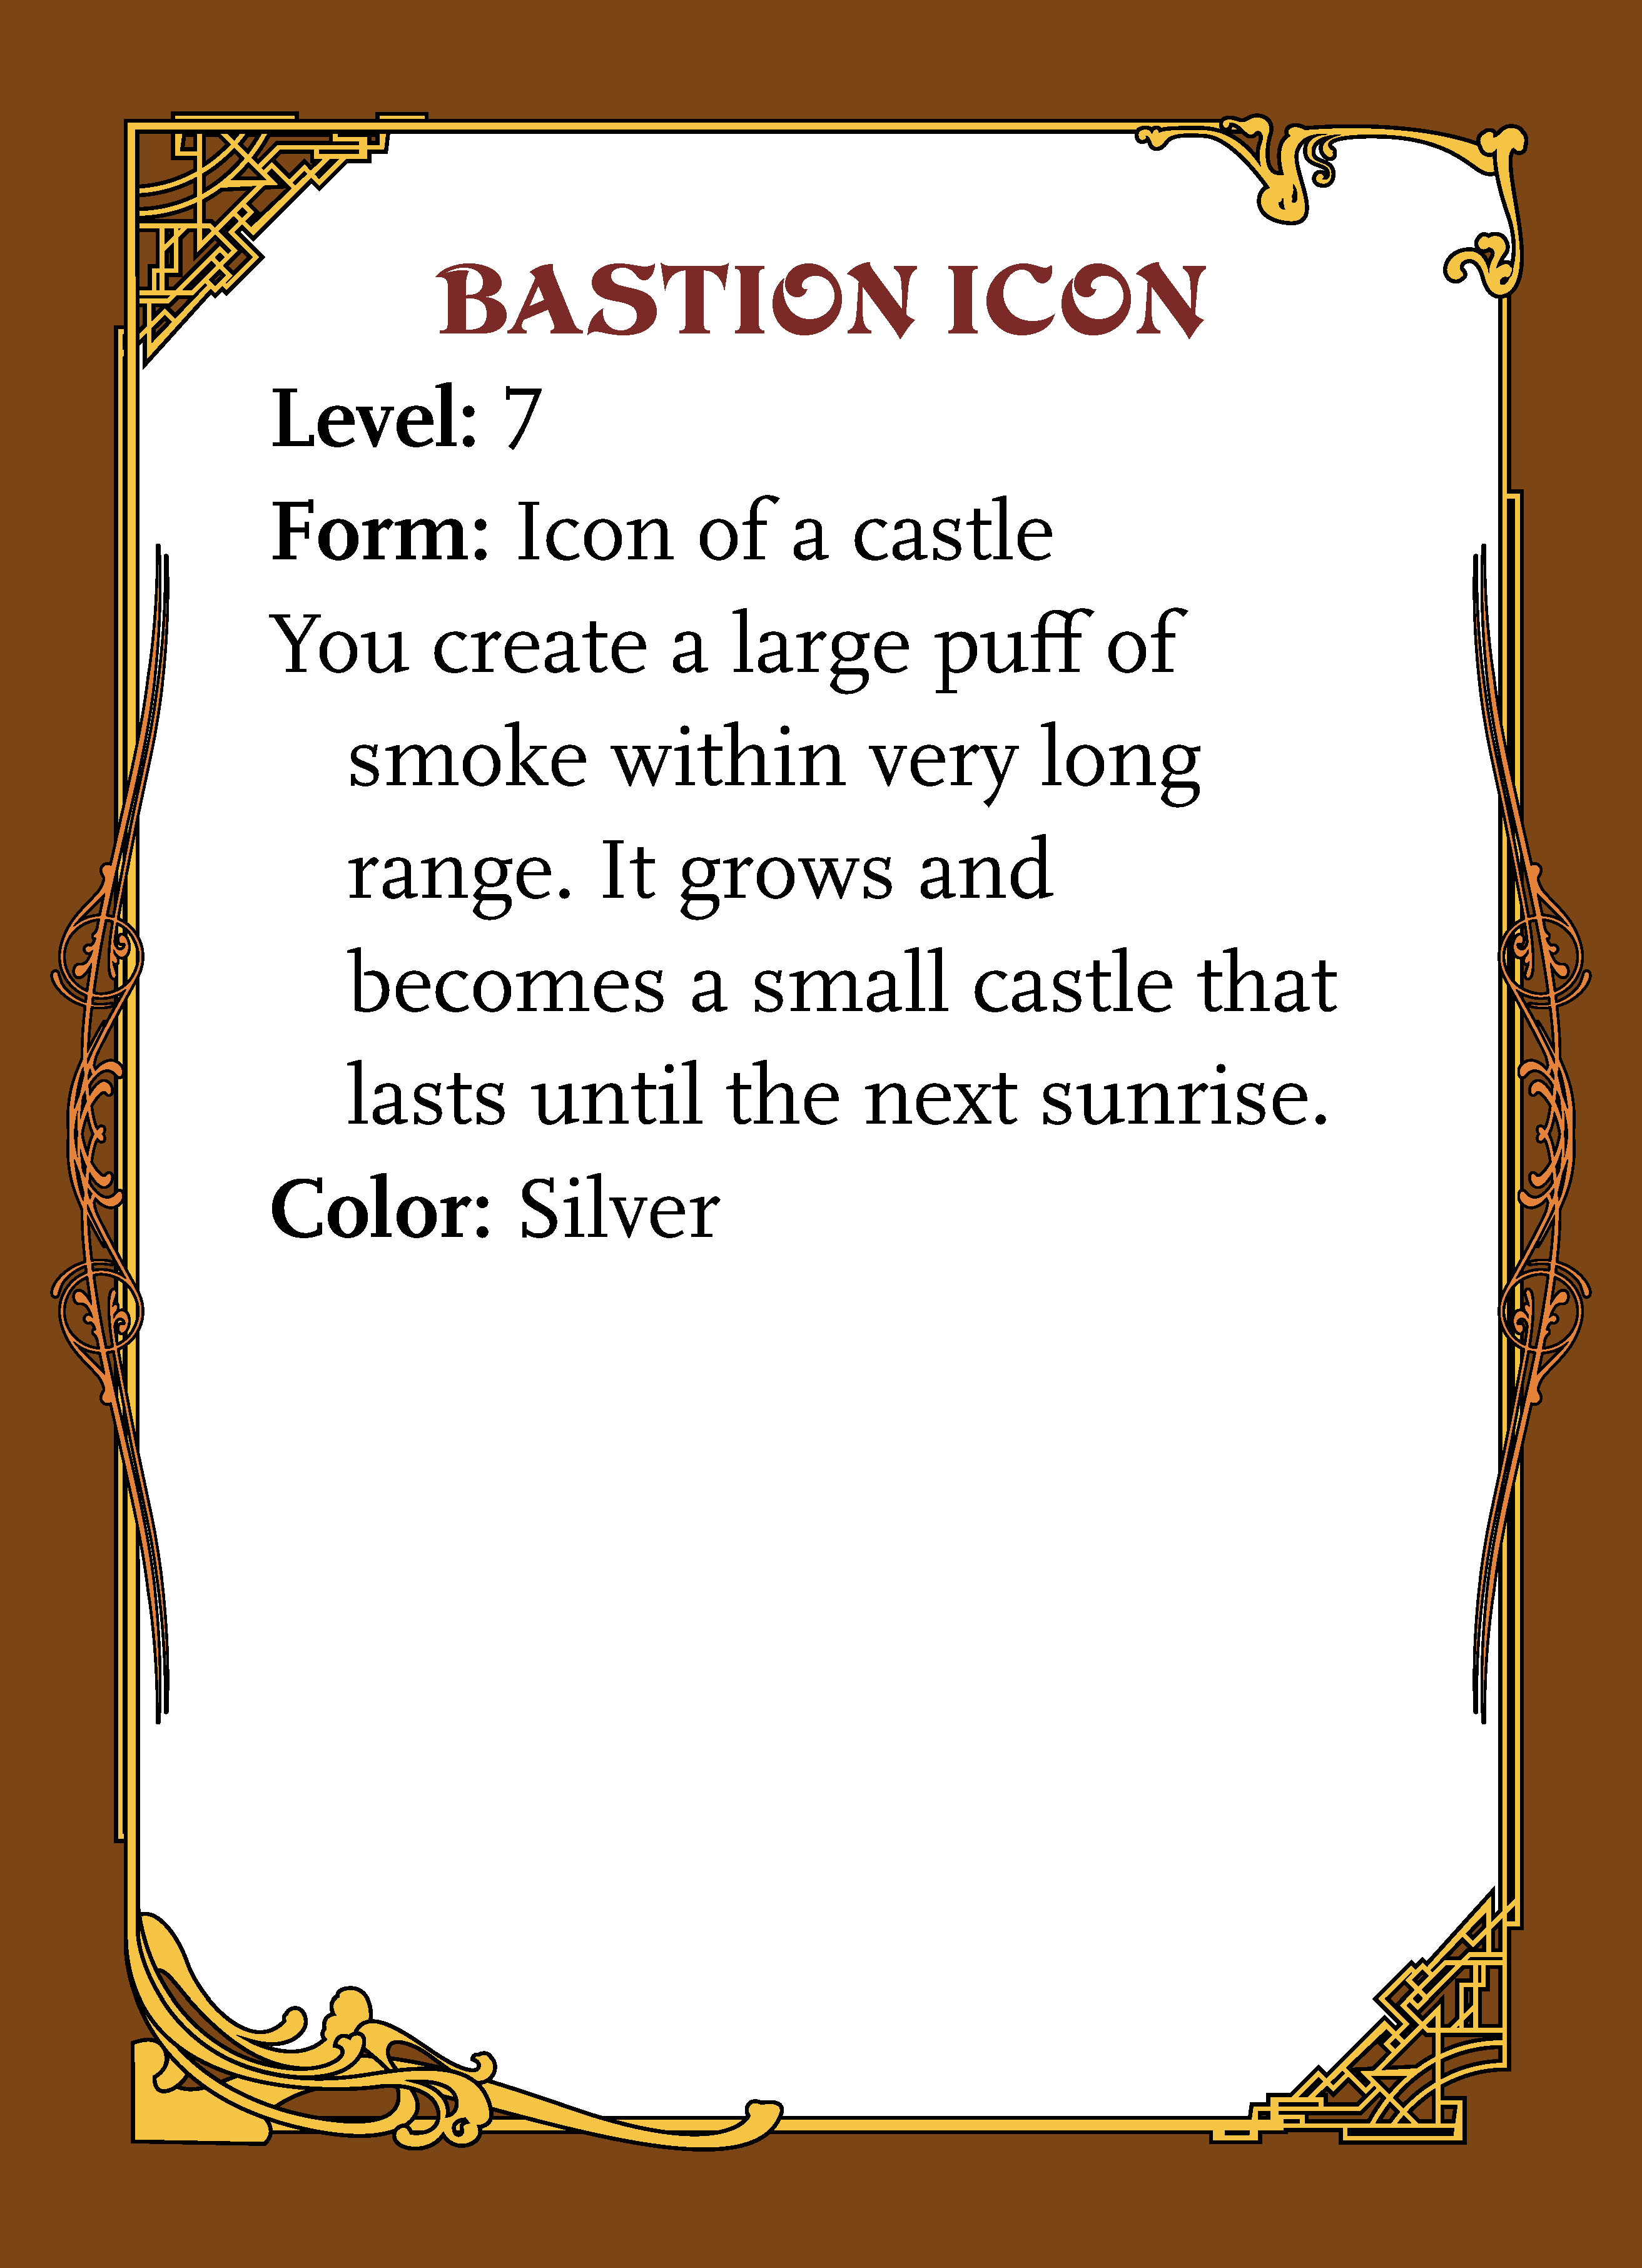 BASTION ICON
Level: 7
Form: Icon of a castle
You create a large puff of
smoke within very long
range. It grows and
becomes a small castle that
lasts until the next sunrise.
Color: Silver